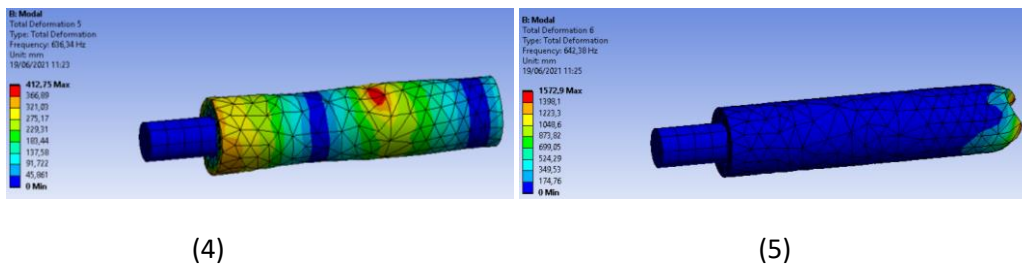 B: Modal
Total Deformation 5
Type: Total Deformation
Frequency: 636,34 Hz
Unit: mm
19/06/2021 11:23
412,75 Max
366,89
321,03
275,17
229,31
183,44
137,58
91,722
45,861
0 Min
B: Modal
Total Deformation 6
Type: Total Deformation
Frequency: 642,38 Hz
Unit: mm
19/06/2021 11:25
1572,9 Max
1398,1
1223,3
1048,6
873,82
699,05
524,29
349,53
174,76
0 Min
(4)
(5)